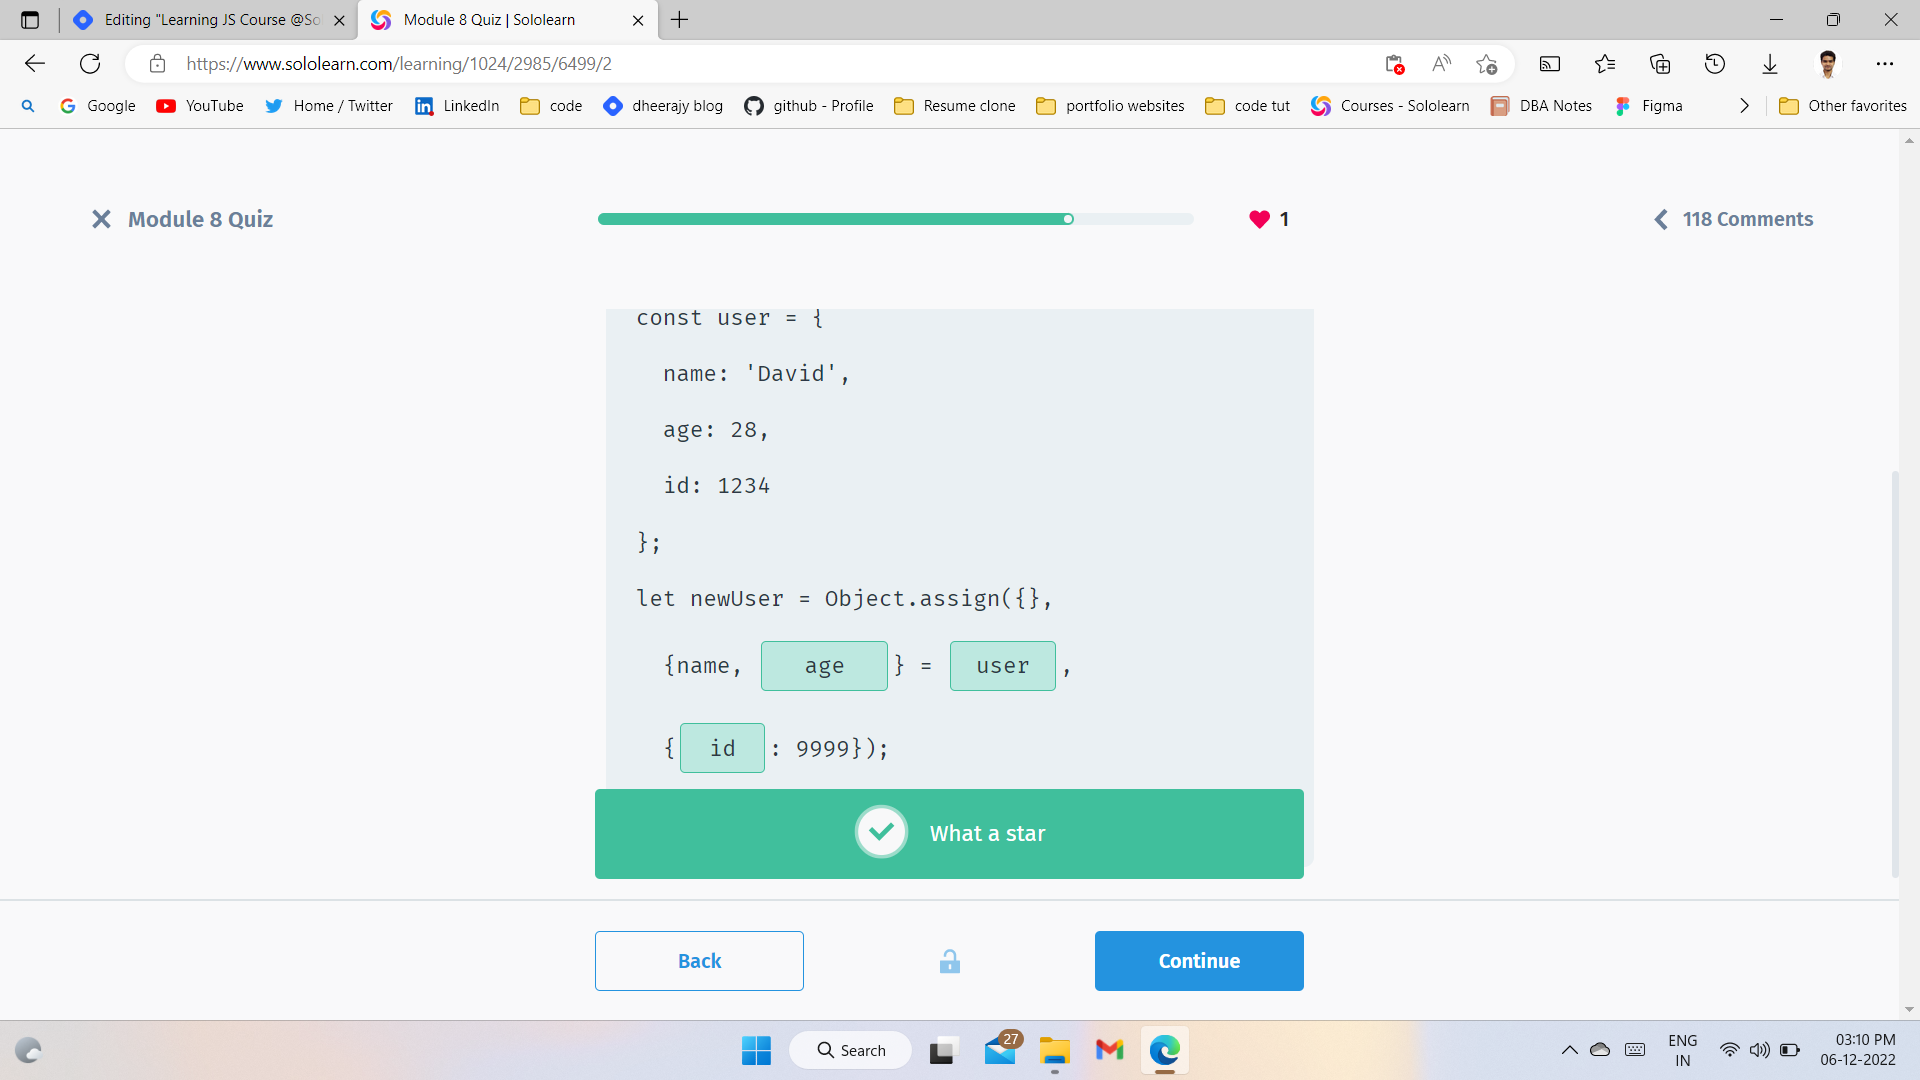 Editing "Learning JS Course @So
Module 8 Quiz | Sololearn
https://www.sololearn.com/learning/1024/2985/6499/2
Google YouTube Home / Twitter LinkedIn code dheerajy blog github - Profile Resume clone portfolio websites code tut Courses - Sololearn DBA Notes Figma Other favorites
Module 8 Quiz
1
118 Comments
const user = {
name: 'David',
age: 28,
id: 1234
};
let newUser = Object.assign({},
{name, age } = user ,
{ id : 9999});
What a star
Back
Continue
Search
27
ENG
IN
03:10 PM
06-12-2022